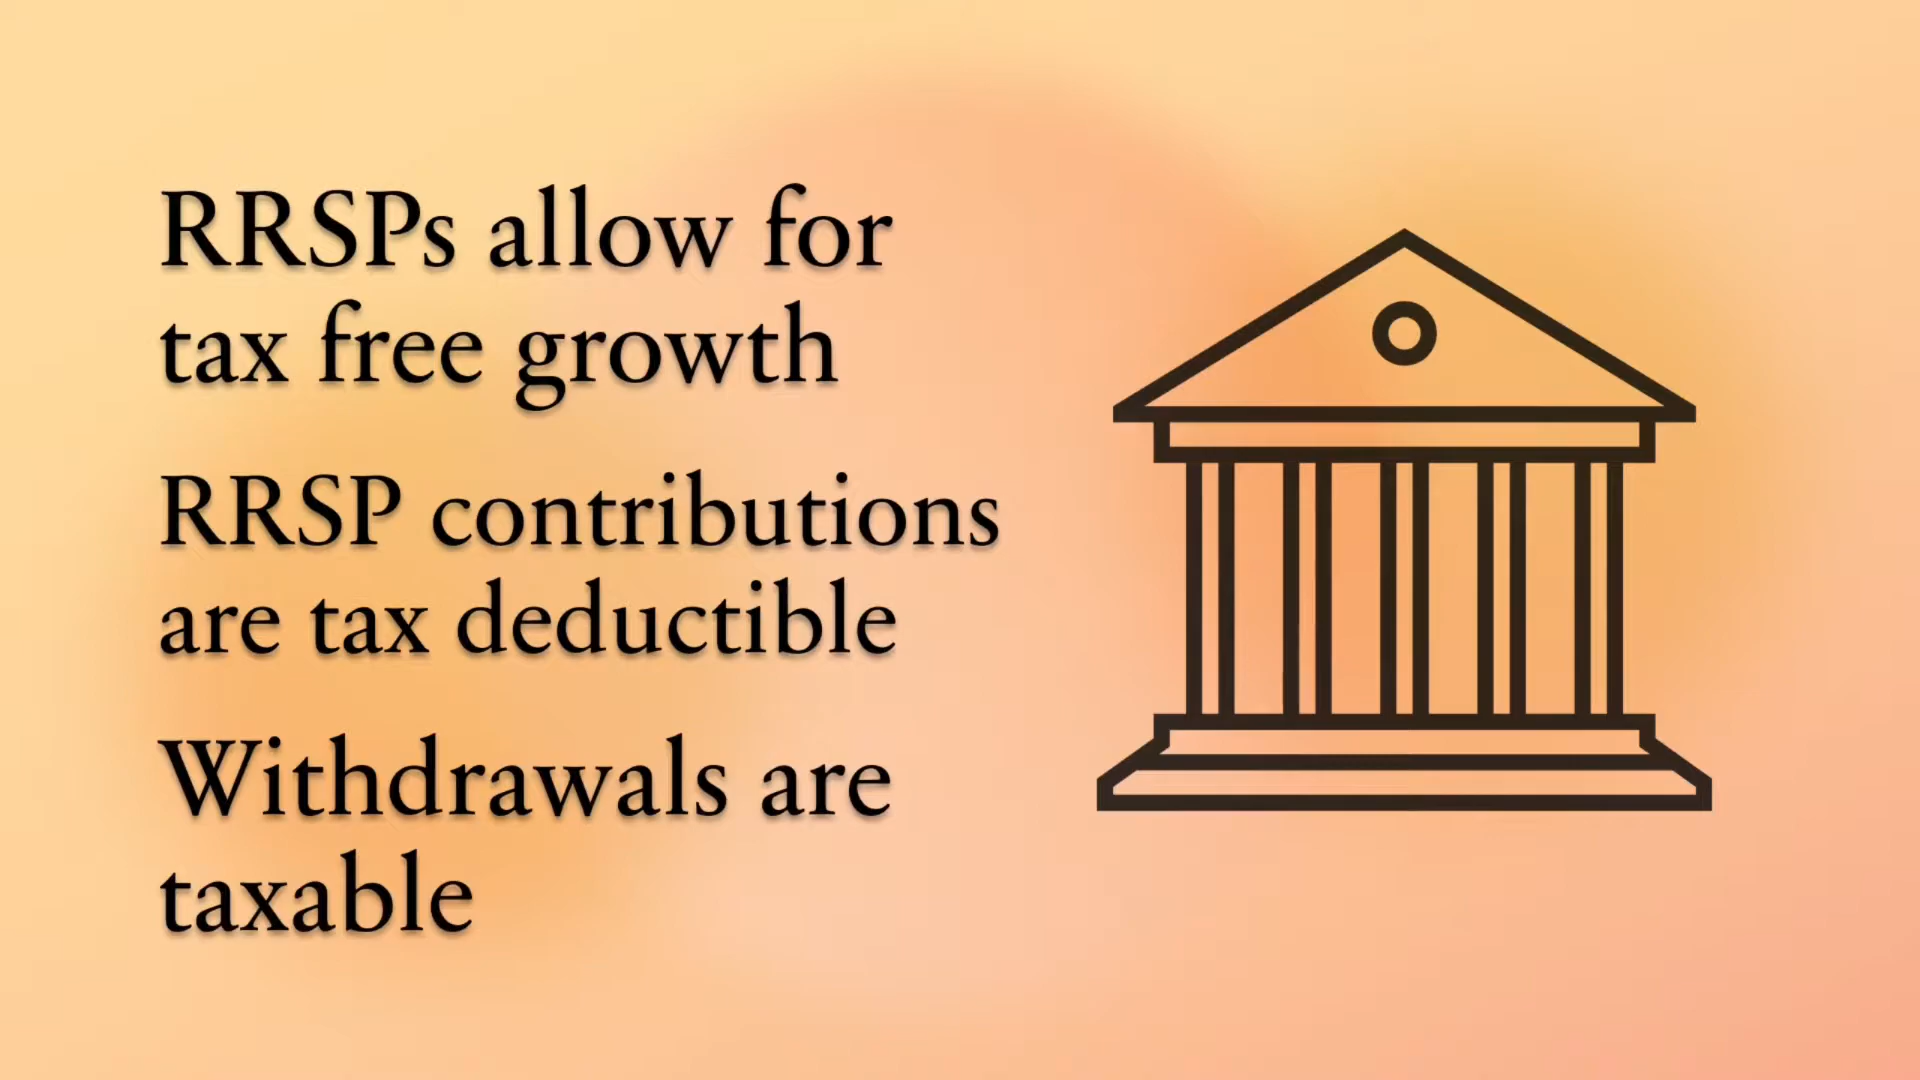 RRSPs allow for
tax free growth
RRSP contributions
are tax deductible
Withdrawals are
taxable